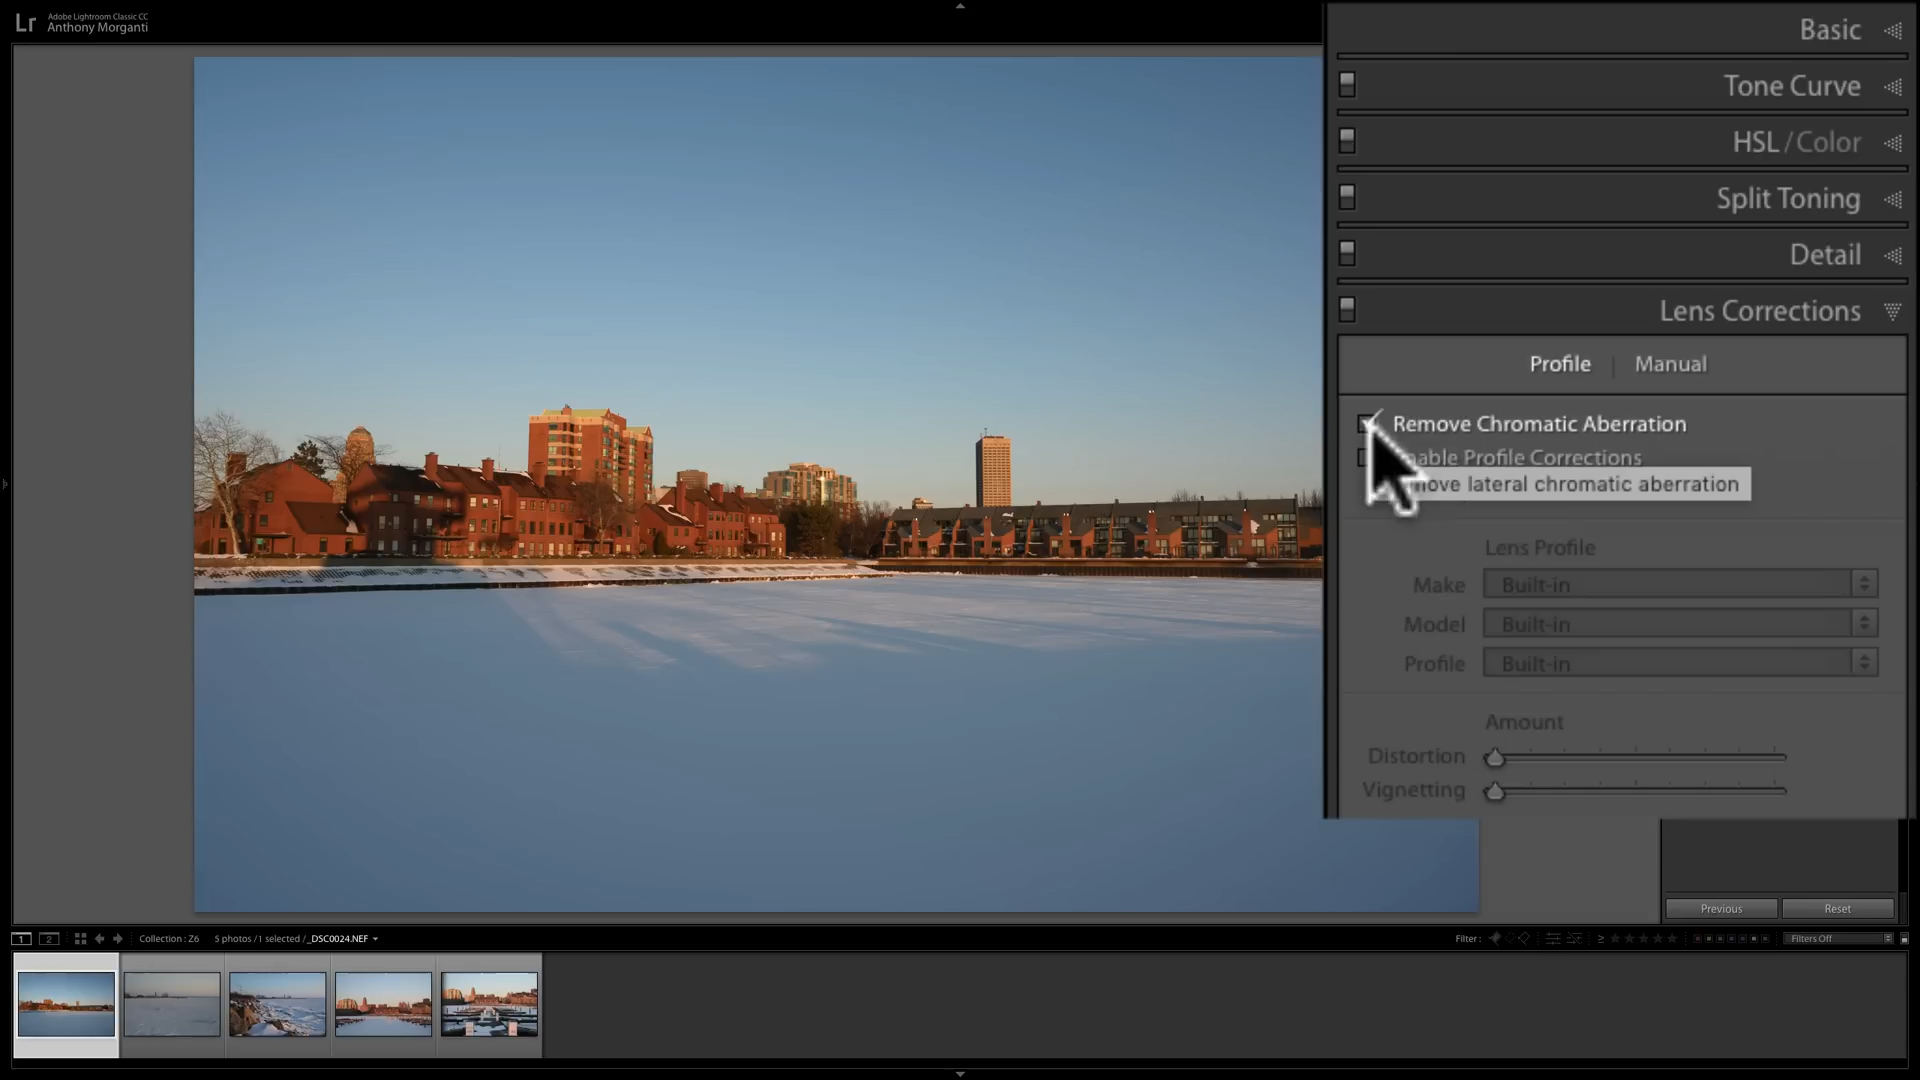 Lr
Adobe Lightroom Classic CC
Anthony Morganti
Basic
Tone Curve
HSL / Color
Split Toning
Detail
Lens Corrections
Profile | Manual
Remove Chromatic Aberration
Profile Corrections
lateral chromatic aberration
Lens Profile
Make Built-in
Model Built-in
Profile Built-in
Amount
Distortion
Vignetting
Previous Reset
1 2 Collection : Z6 5 photos / 1 selected / _DSC0024.NEF Filter : ≥ Filters Off